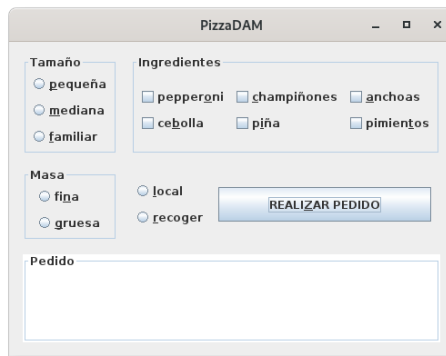 PizzaDAM
Tamaño
pequeña
mediana
familiar
Ingredientes
pepperoni champiñones anchoas
cebolla piña pimientos
Masa
fina
gruesa
local
recoger
REALIZAR PEDIDO
Pedido